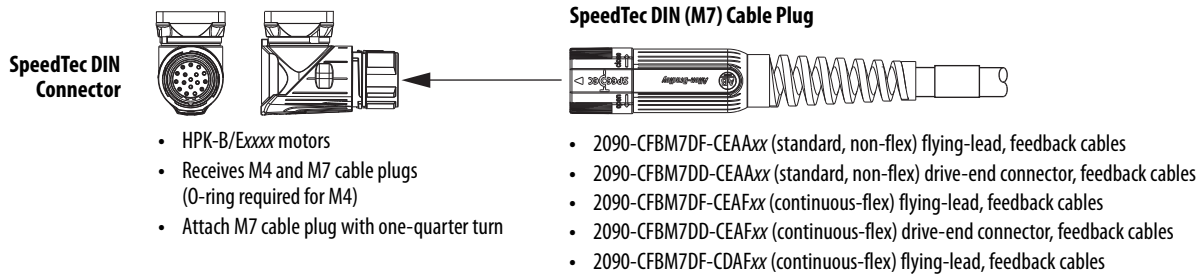 SpeedTec DIN
Connector
• HPK-B/Exxxx motors
• Receives M4 and M7 cable plugs
(O-ring required for M4)
• Attach M7 cable plug with one-quarter turn
SpeedTec DIN (M7) Cable Plug
SPEEDTEC
Allen-Bradley
AB
• 2090-CFBM7DF-CEAAxx (standard, non-flex) flying-lead, feedback cables
• 2090-CFBM7DD-CEAAxx (standard, non-flex) drive-end connector, feedback cables
• 2090-CFBM7DF-CEAFxx (continuous-flex) flying-lead, feedback cables
• 2090-CFBM7DD-CEAFxx (continuous-flex) drive-end connector, feedback cables
• 2090-CFBM7DF-CDAFxx (continuous-flex) flying-lead, feedback cables